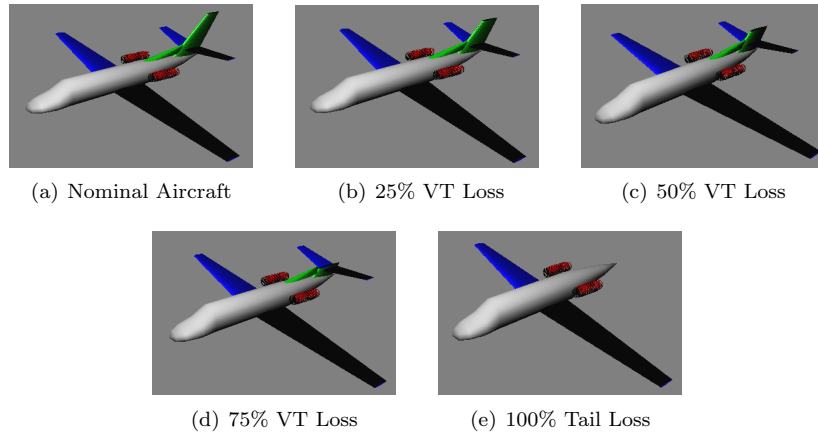 (a) Nominal Aircraft
(b) 25% VT Loss
(c) 50% VT Loss
(d) 75% VT Loss
(e) 100% Tail Loss